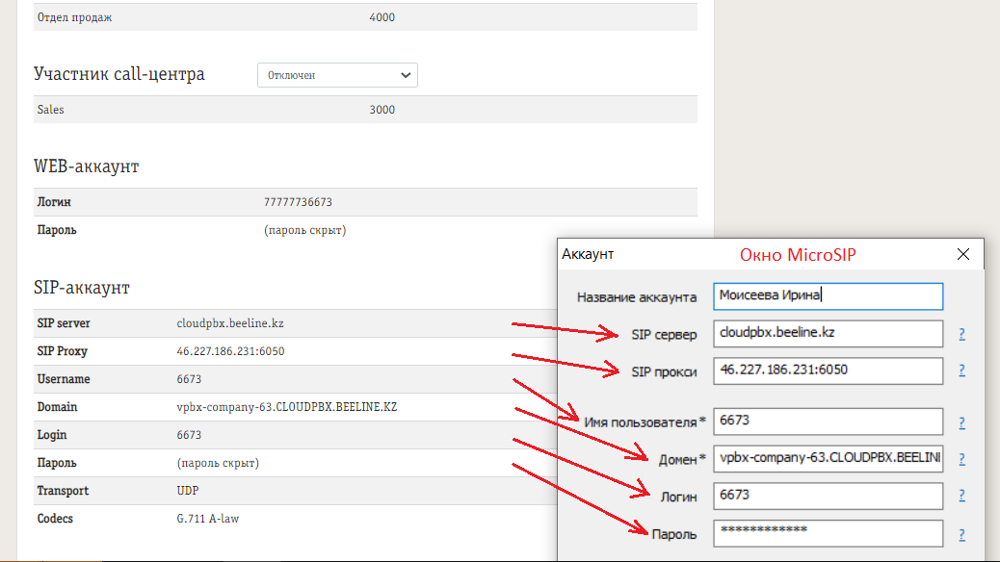 Отдел продаж 4000
Участник call-центра Отключен
Sales 3000
WEB-аккаунт
Логин 77777736673
Пароль (пароль скрыт)
SIP-аккаунт
SIP server cloudpbx.beeline.kz
SIP Proxy 46.227.186.231:6050
Username 6673
Domain vpbx-company-63.CLOUDPBX.BEELINE.KZ
Login 6673
Пароль (пароль скрыт)
Transport UDP
Codecs G.711 A-law
Аккаунт Окно MicroSIP
Название аккаунта Моисеева Ирина
SIP сервер cloudpbx.beeline.kz ?
SIP прокси 46.227.186.231:6050 ?
Имя пользователя* 6673 ?
Домен* vpbx-company-63.CLOUDPBX.BEELINE ?
Логин 6673 ?
Пароль ************ ?